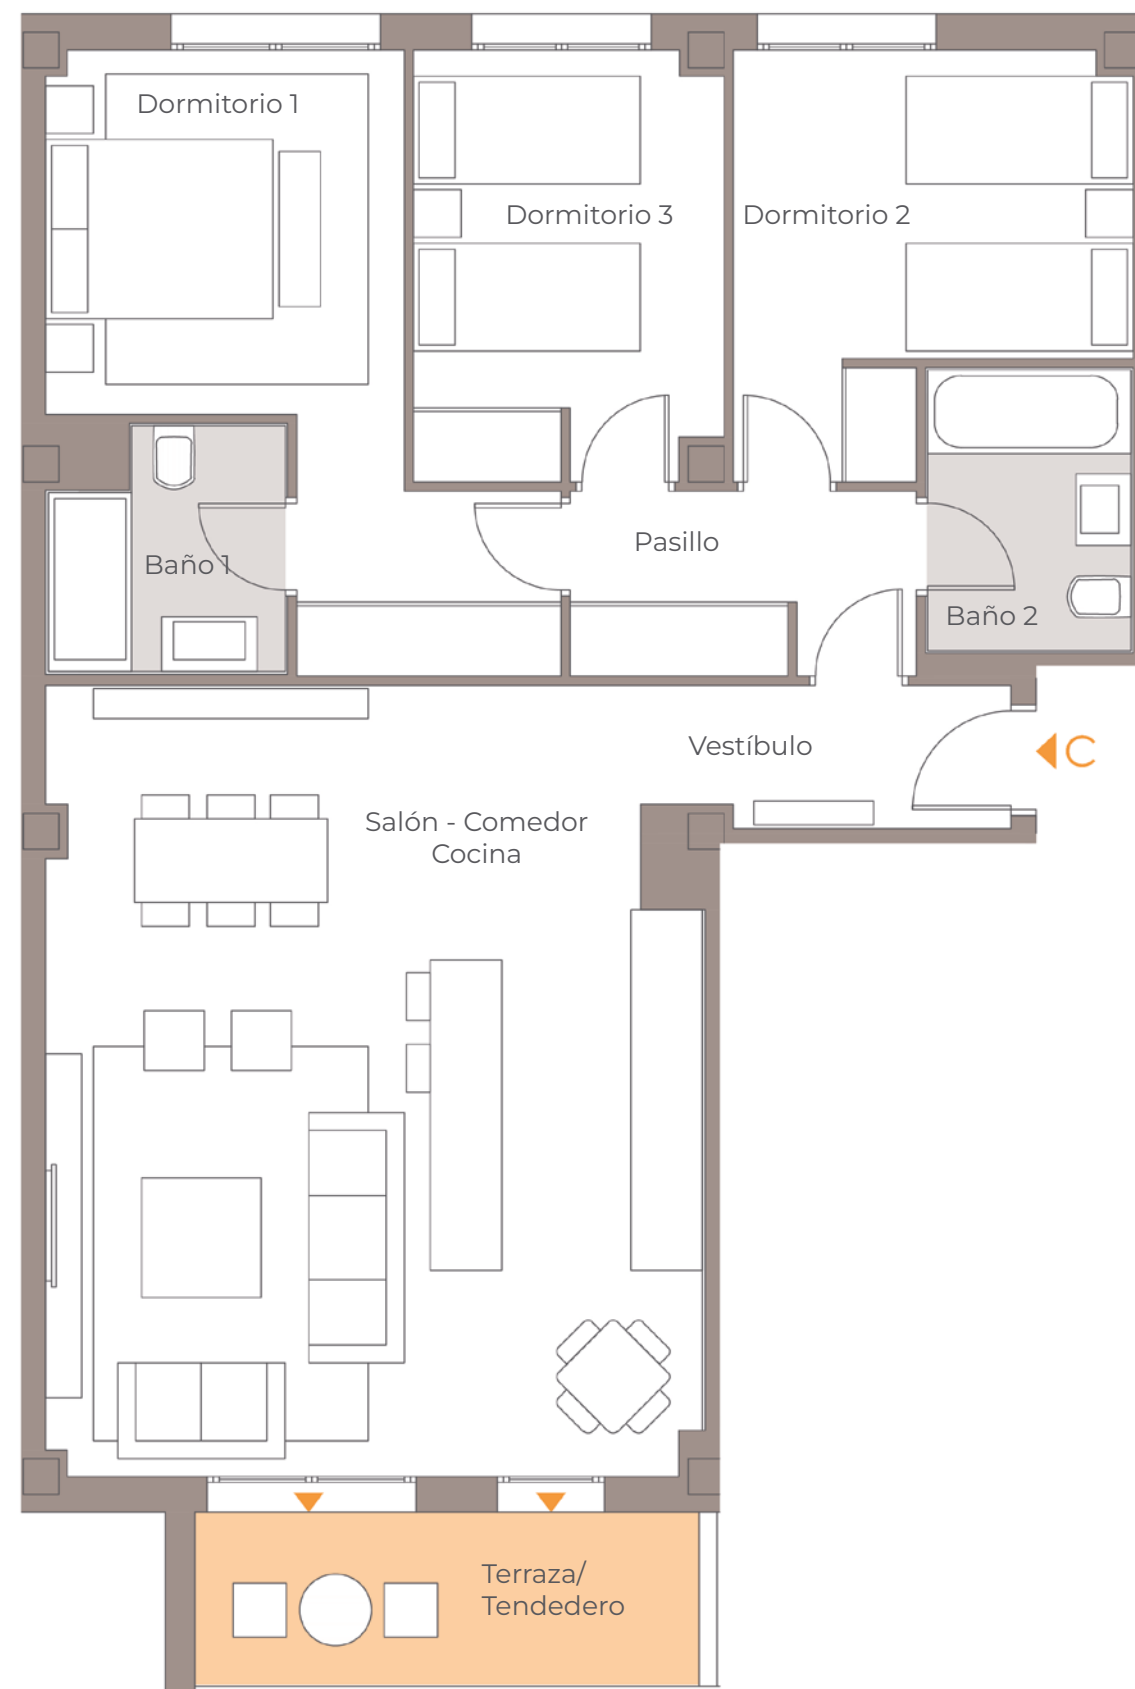 Dormitorio 1
Dormitorio 3
Dormitorio 2
Pasillo
Baño 1
Baño 2
Vestíbulo
C
Salón - Comedor
Cocina
Terraza/
Tendedero